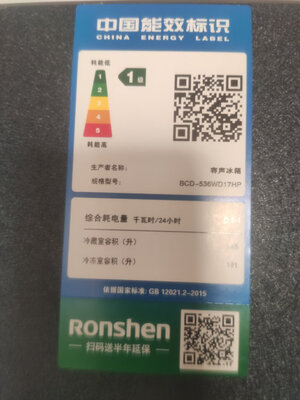 中国能效标识
CHINA ENERGY LABEL
耗能低
1
2
3
4
5
1级
耗能高
生产者名称： 容声冰箱
规格型号： BCD-536WD17HP
综合耗电量 千瓦时/24小时
冷藏室容积（升）
冷冻室容积（升）
依据国家标准: GB 12021.2-2015
Ronshen
扫码送半年延保